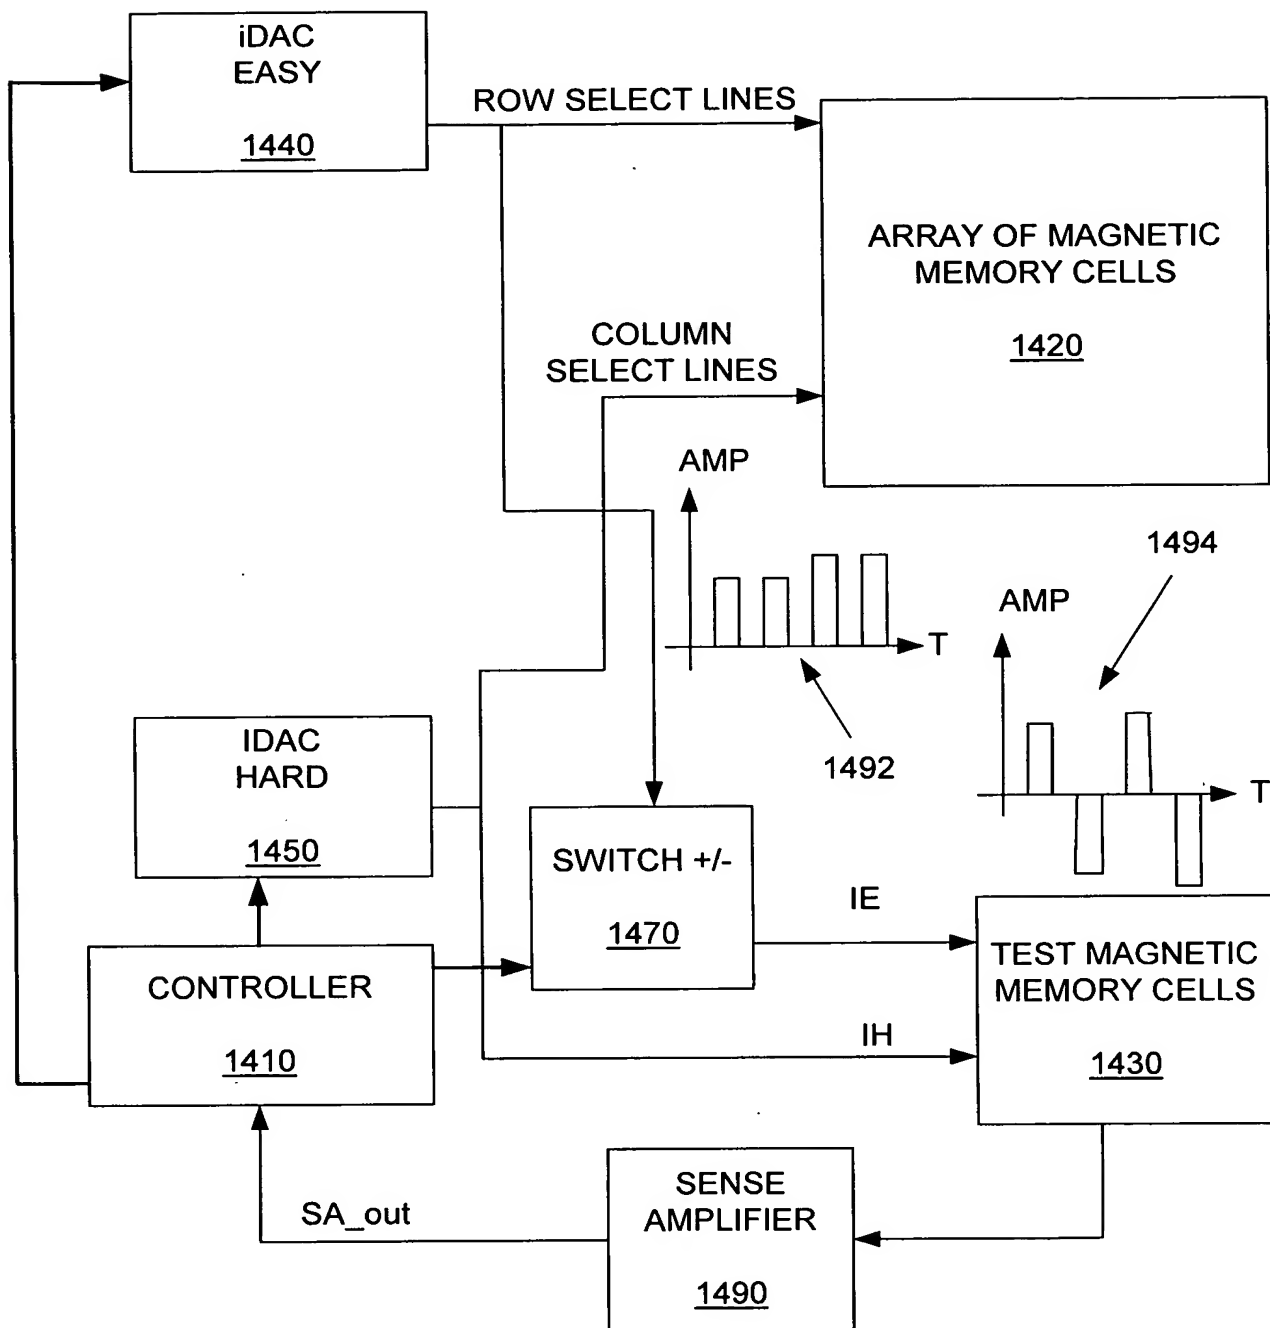 iDAC
EASY
1440
ROW SELECT LINES
ARRAY OF MAGNETIC
MEMORY CELLS
1420
COLUMN
SELECT LINES
AMP
T
1492
1494
AMP
T
IDAC
HARD
1450
SWITCH +/-
1470
IE
TEST MAGNETIC
MEMORY CELLS
1430
CONTROLLER
1410
IH
SA_out
SENSE
AMPLIFIER
1490